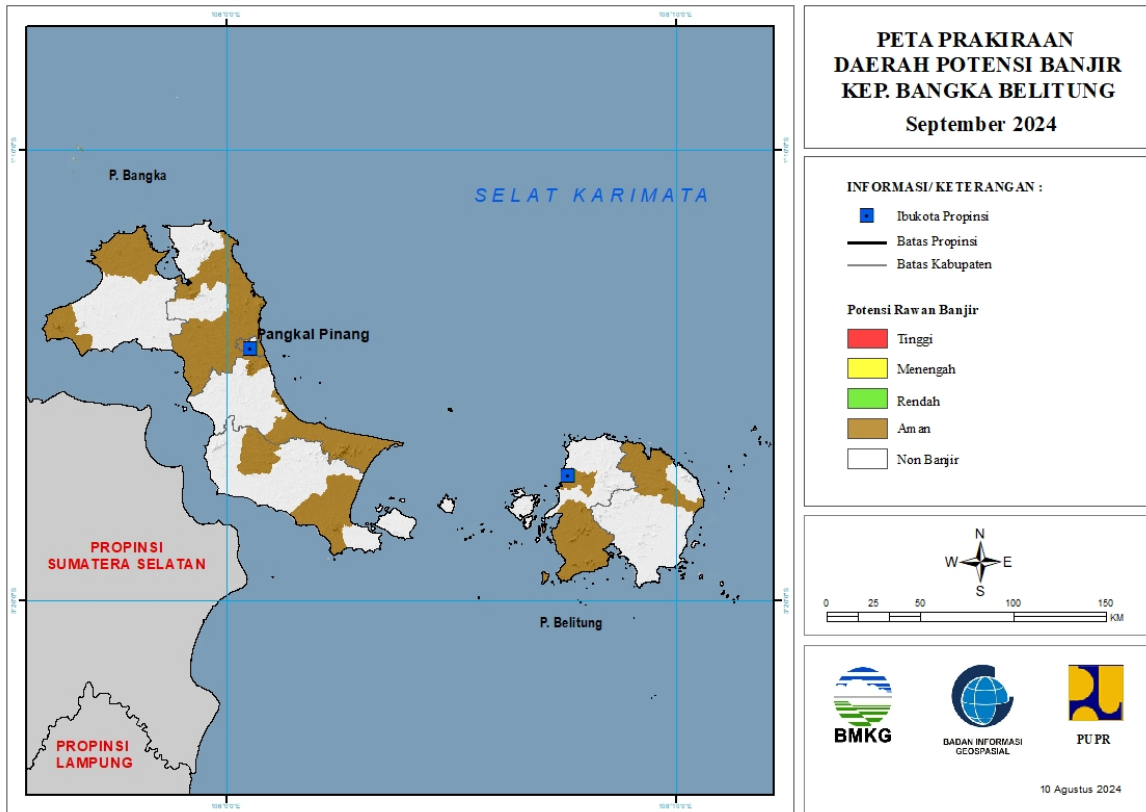 PETA PRAKIRAAN
DAERAH POTENSI BANJIR
KEP. BANGKA BELITUNG
September 2024
P. Bangka
SELAT KARIMATA
Pangkal Pinang
PROPINSI
SUMATERA SELATAN
P. Belitung
PROPINSI
LAMPUNG
INFORMASI/ KETERANGAN :
Ibukota Propinsi
Batas Propinsi
Batas Kabupaten
Potensi Rawan Banjir
Tinggi
Menengah
Rendah
Aman
Non Banjir
N
W E
S
0 25 50 100 150
KM
BMKG
BADAN INFORMASI
GEOSPASIAL
PUPR
10 Agustus 2024